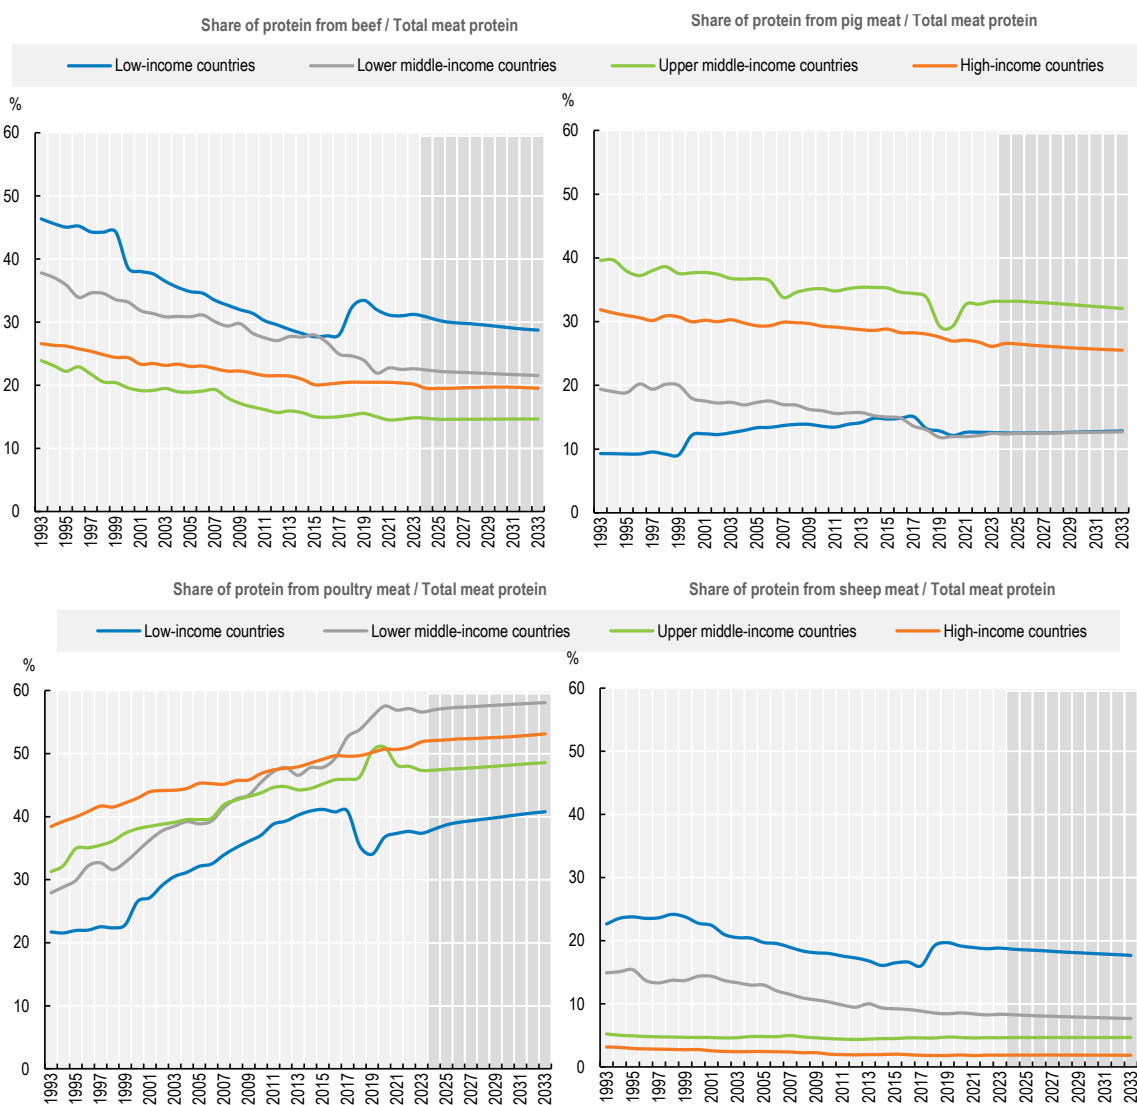 Share of protein from beef / Total meat protein
Share of protein from pig meat / Total meat protein
Low-income countries
Lower middle-income countries
Upper middle-income countries
High-income countries
%
%
60
50
40
30
20
10
0
1993 1995 1997 1999 2001 2003 2005 2007 2009 2011 2013 2015 2017 2019 2021 2023 2025 2027 2029 2031 2033
60
50
40
30
20
10
0
1993 1995 1997 1999 2001 2003 2005 2007 2009 2011 2013 2015 2017 2019 2021 2023 2025 2027 2029 2031 2033
Share of protein from poultry meat / Total meat protein
Share of protein from sheep meat / Total meat protein
Low-income countries
Lower middle-income countries
Upper middle-income countries
High-income countries
%
%
60
50
40
30
20
10
0
1993 1995 1997 1999 2001 2003 2005 2007 2009 2011 2013 2015 2017 2019 2021 2023 2025 2027 2029 2031 2033
60
50
40
30
20
10
0
1993 1995 1997 1999 2001 2003 2005 2007 2009 2011 2013 2015 2017 2019 2021 2023 2025 2027 2029 2031 2033